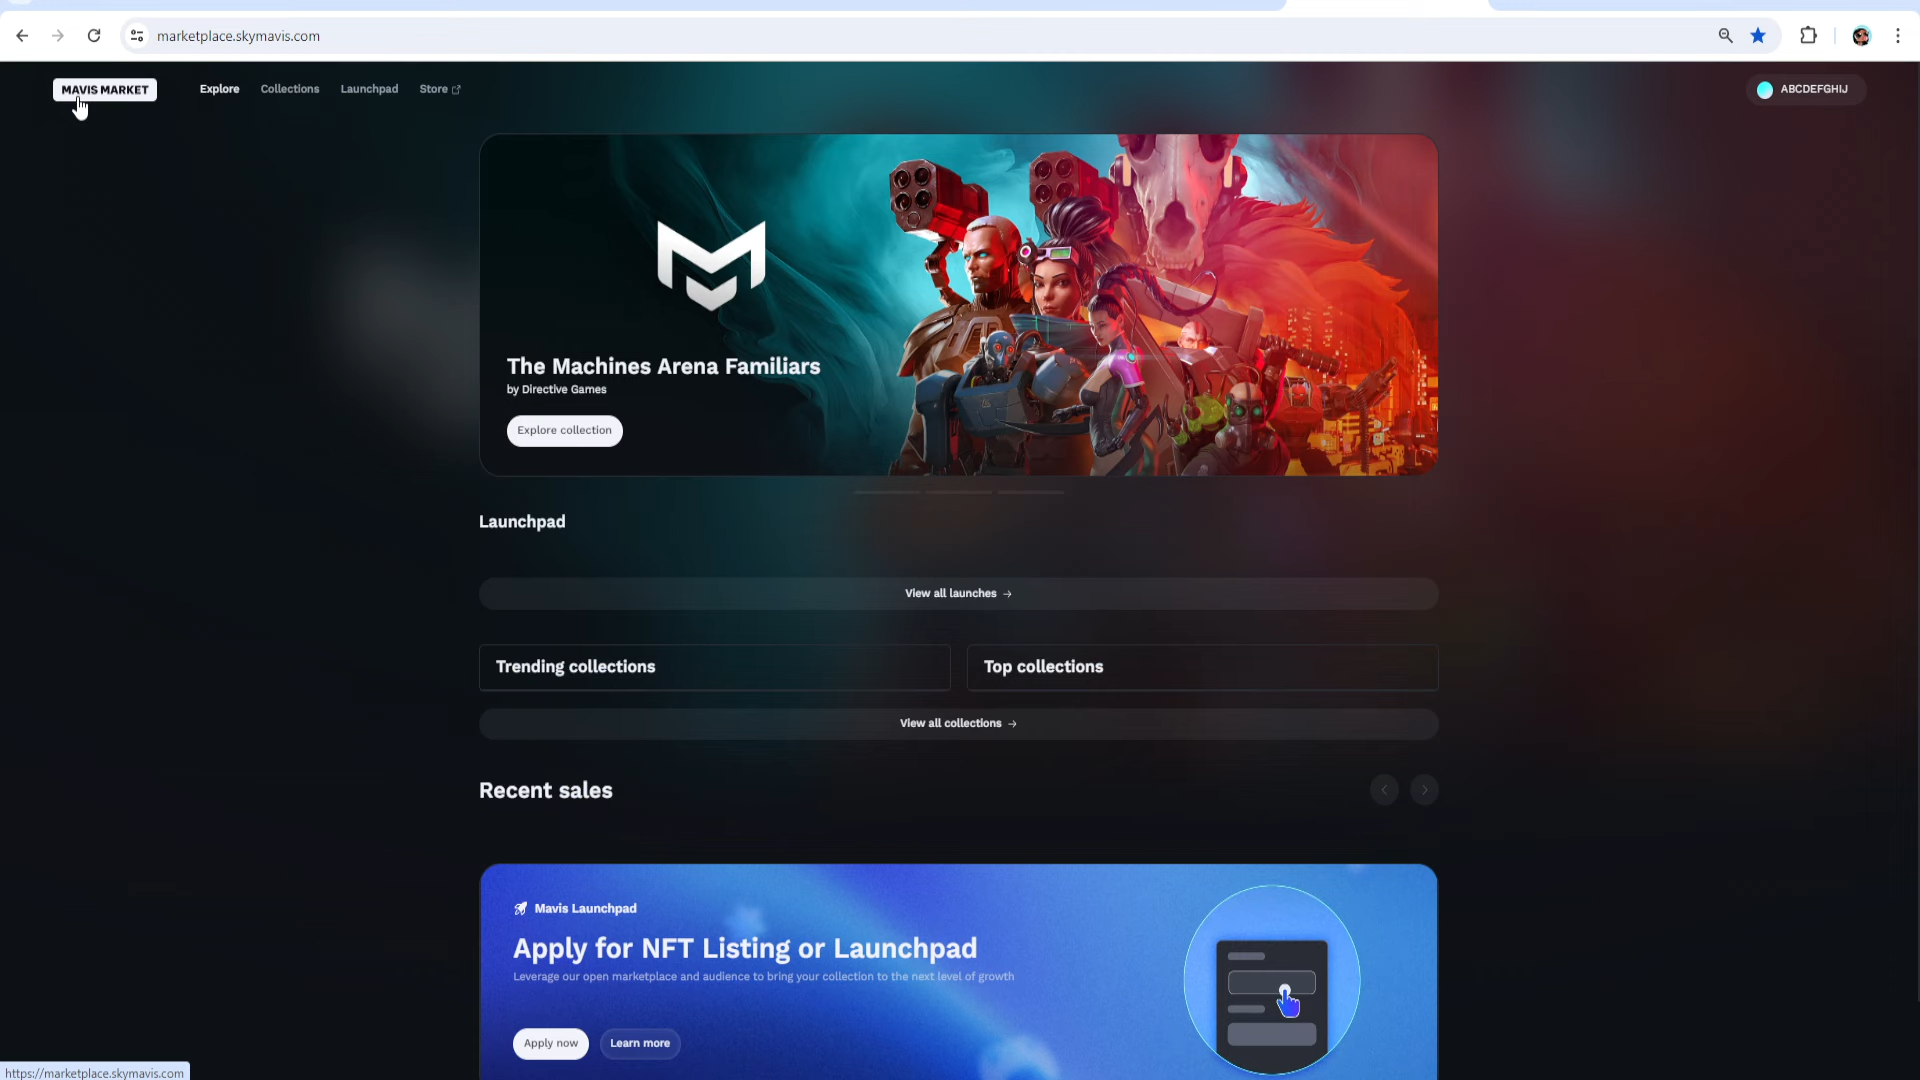 marketplace.skymavis.com
MAVIS MARKET
Explore
Collections
Launchpad
Store
ABCDEFGHIJ
The Machines Arena Familiars
by Directive Games
Explore collection
Launchpad
View all launches →
Trending collections
Top collections
View all collections →
Recent sales
Mavis Launchpad
Apply for NFT Listing or Launchpad
Leverage our open marketplace and audience to bring your collection to the next level of growth
Apply now
Learn more
https://marketplace.skymavis.com